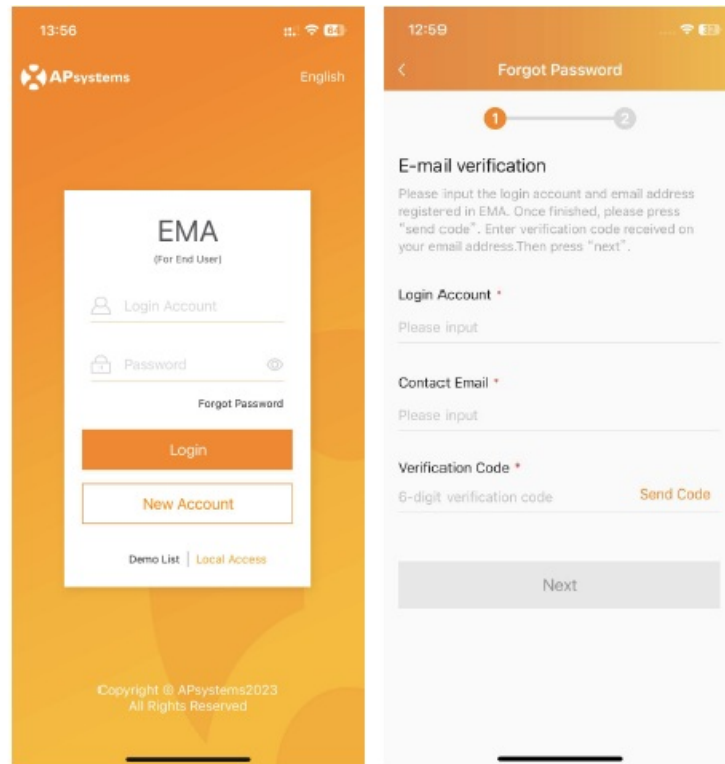 13:56
64
APsystems
English
EMA
(For End User)
Login Account
Password
Forgot Password
Login
New Account
Demo List | Local Access
Copyright © APsystems2023
All Rights Reserved
12:59
Forgot Password
1
2
E-mail verification
Please input the login account and email address
registered in EMA. Once finished, please press
“send code”. Enter verification code received on
your email address.Then press “next”.
Login Account *
Please input
Contact Email *
Please input
Verification Code *
6-digit verification code
Send Code
Next